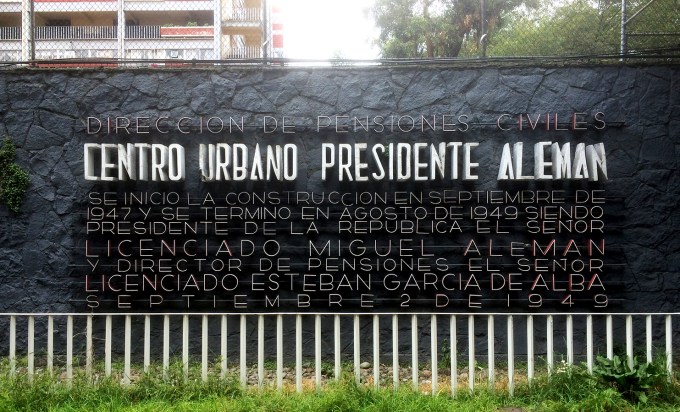 DIRECCION DE PENSIONES CIVILES
CENTRO URBANO PRESIDENTE ALEMAN
SE INICIO LA CONSTRUCCION EN SEPTIEMBRE DE
1947 Y SE TERMINO EN AGOSTO DE 1949 SIENDO
PRESIDENTE DE LA REPUBLICA EL SEÑOR
LICENCIADO MIGUEL ALEMAN
Y DIRECTOR DE PENSIONES EL SEÑOR
LICENCIADO ESTEBAN GARCIA DE ALBA
SEPTIEMBRE 2 DE 1949